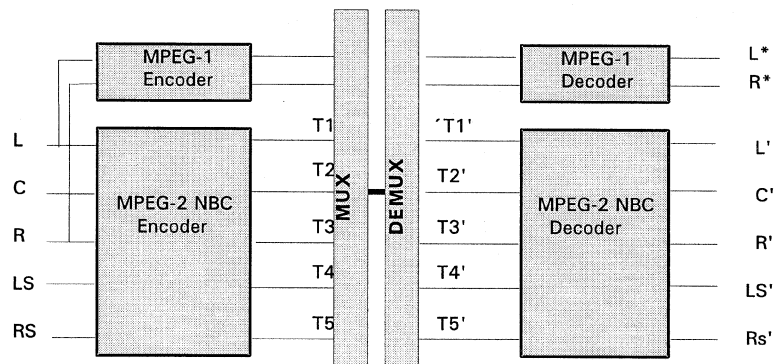 MPEG-1
Encoder
L
C
R
LS
RS
MPEG-2 NBC
Encoder
T1
T2
T3
T4
T5
MUX
DEMUX
´T1'
T2'
T3'
T4'
T5'
MPEG-1
Decoder
MPEG-2 NBC
Decoder
L*
R*
L'
C'
R'
LS'
Rs'